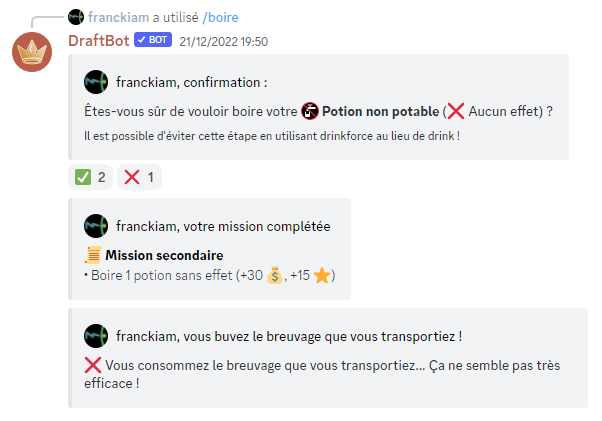 franckiam a utilisé /boire
DraftBot ✓ BOT 21/12/2022 19:50
franckiam, confirmation :
Êtes-vous sûr de vouloir boire votre 🚱 Potion non potable (❌ Aucun effet) ?
Il est possible d'éviter cette étape en utilisant drinkforce au lieu de drink !
✅ 2 ❌ 1
franckiam, votre mission complétée
📜 Mission secondaire
• Boire 1 potion sans effet (+30 💰, +15 ⭐)
franckiam, vous buvez le breuvage que vous transportiez !
❌ Vous consommez le breuvage que vous transportiez... Ça ne semble pas très
efficace !